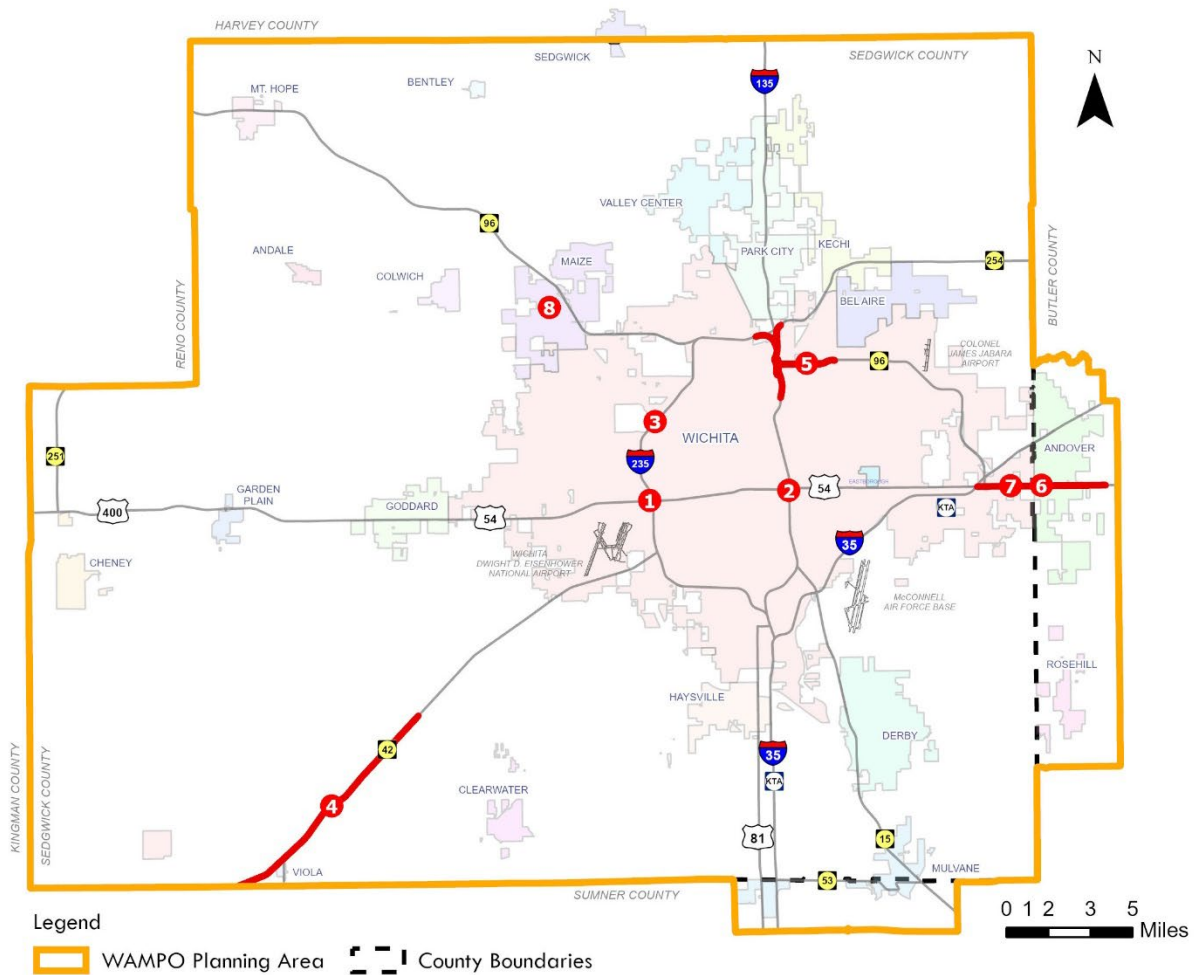 HARVEY COUNTY
SEDGWICK
SEDGWICK COUNTY
N
135
BENTLEY
MT. HOPE
VALLEY CENTER
96
ANDALE
COLWICH
MAIZE
PARK CITY
KECHI
254
BUTLER COUNTY
RENO COUNTY
8
BEL AIRE
COLONEL
JAMES JABARA
AIRPORT
5
96
3
WICHITA
ANDOVER
251
235
GARDEN
PLAIN
GODDARD
EASTBOROUGH
400
54
1
2
54
KTA
7
6
35
CHENEY
WICHITA
DWIGHT D. EISENHOWER
NATIONAL AIRPORT
McCONNELL
AIR FORCE BASE
ROSEHILL
HAYSVILLE
DERBY
42
35
KTA
KINGMAN COUNTY
SEDGWICK COUNTY
4
CLEARWATER
81
15
VIOLA
MULVANE
53
SUMNER COUNTY
Legend
WAMPO Planning Area
County Boundaries
0 1 2 3 5
Miles